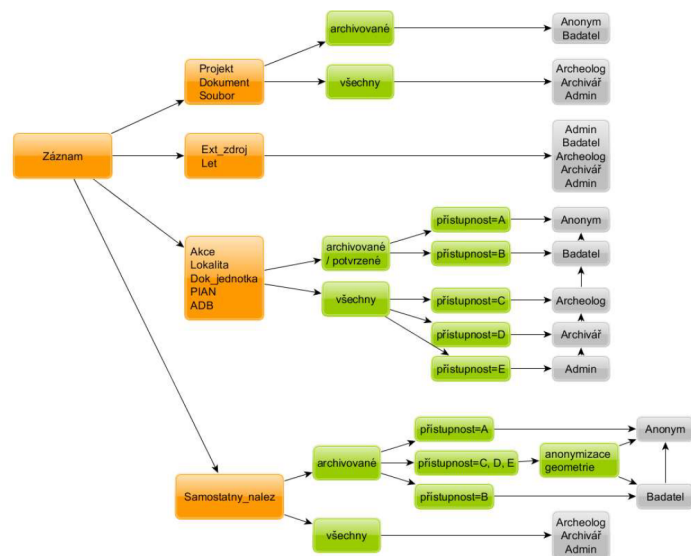 archivované
Anonym
Badatel
Projekt
Dokument
Soubor
všechny
Archeolog
Archivář
Admin
Záznam
Ext_zdroj
Let
Admin
Badatel
Archeolog
Archivář
Admin
Akce
Lokalita
Dok_jednotka
PIAN
ADB
archivované
/ potvrzené
přístupnost=A
Anonym
přístupnost=B
Badatel
všechny
přístupnost=C
Archeolog
přístupnost=D
Archivář
přístupnost=E
Admin
Samostatny_nalez
archivované
přístupnost=A
Anonym
přístupnost=C, D, E
anonymizace
geometrie
přístupnost=B
Badatel
všechny
Archeolog
Archivář
Admin